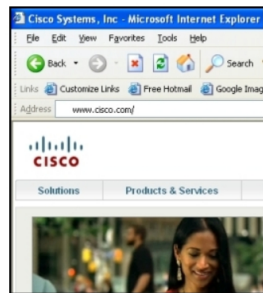 Cisco Systems, Inc - Microsoft Internet Explorer
File Edit View Favorites Tools Help
Back Search
Links Customize Links Free Hotmail Google Imag
Address www.cisco.com/
CISCO
Solutions Products & Services